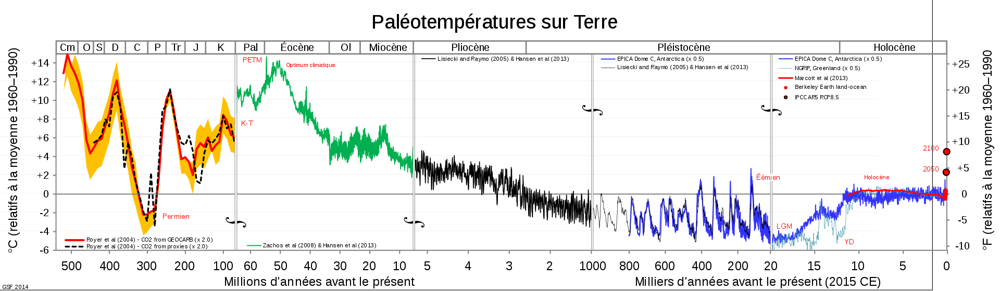 Paléotempératures sur Terre
Cm O S D C P Tr J K Pal Éocène Ol Miocène Pliocène Pléistocène Holocène
°C (relatifs à la moyenne 1960–1990)
+14
+12
+10
+8
+6
+4
+2
0
-2
-4
-6
PETM
Optimum climatique
K-T
Permien
Royer et al (2004) - CO2 from GEOCARB (x 2.0)
Royer et al (2004) - CO2 from proxies (x 2.0)
Zachos et al (2008) & Hansen et al (2013)
Lisiecki and Raymo (2005) & Hansen et al (2013)
EPICA Dome C, Antarctica (x 0.5)
Lisiecki and Raymo (2005) & Hansen et al (2013)
EPICA Dome C, Antarctica (x 0.5)
NGRIP, Greenland (x 0.5)
Marcott et al (2013)
Berkeley Earth land-ocean
IPCC AR5 RCP8.5
2100
2050
Éémien
Holocène
LGM
YD
+25
+20
+15
+10
+5
0
-5
-10
°F (relatifs à la moyenne 1960–1990)
500 400 300 200 100 60 50 40 30 20 10 5 4 3 2 1000 800 600 400 200 20 15 10 5 0
Millions d'années avant le présent
Milliers d'années avant le présent (2015 CE)
GSF 2014